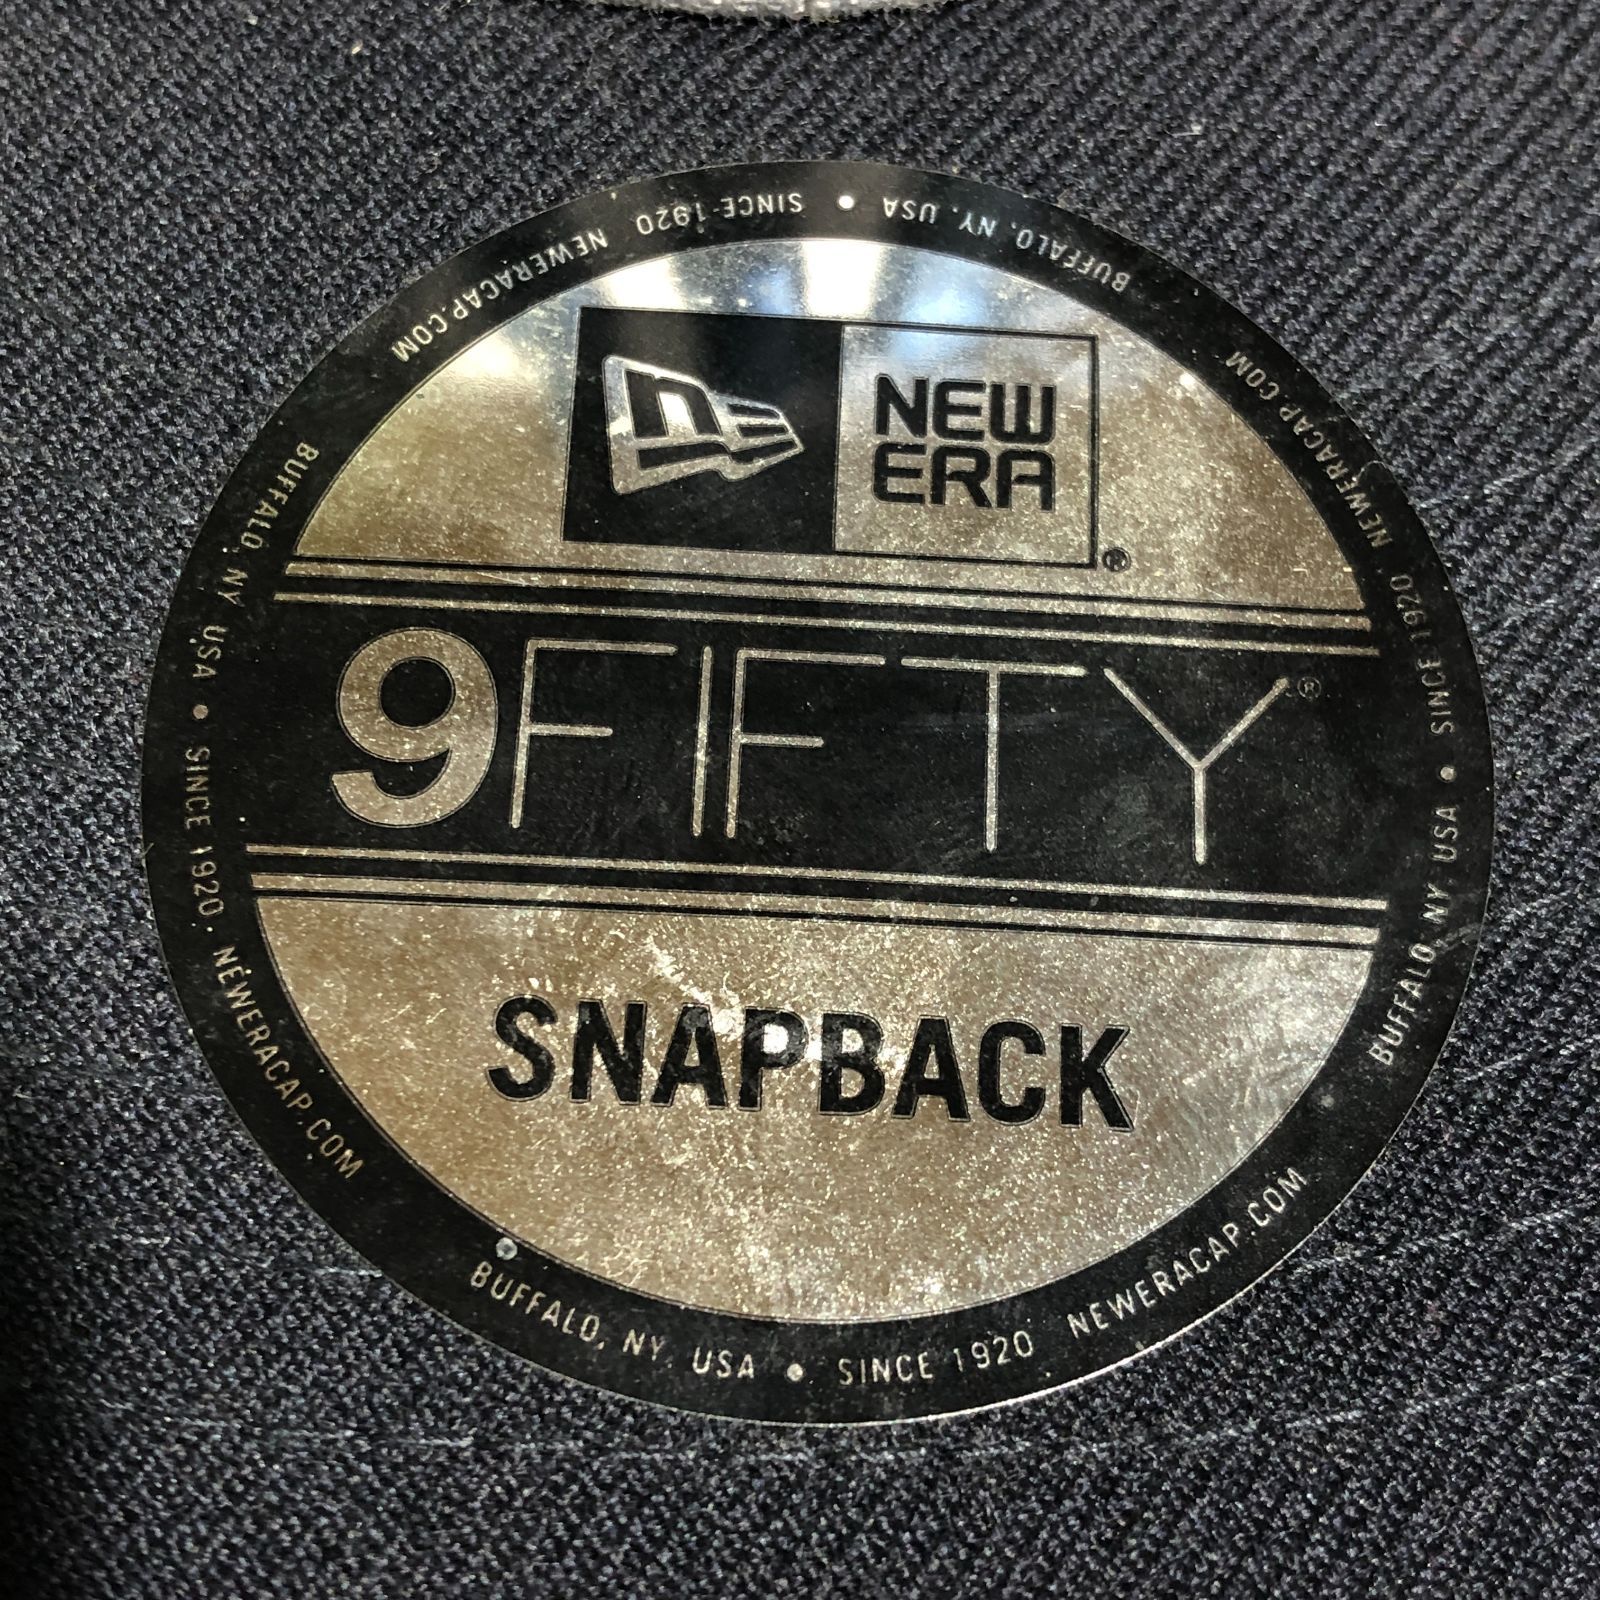 NEW
ERA
®
9FIFTY®
SNAPBACK
BUFFALO, NY, USA • SINCE 1920 NEWERACAP.COM
BUFFALO, NY USA • SINCE 1920 NEWERACAP.COM
BUFFALO, NY, USA • SINCE 1920 NEWERACAP.COM
BUFFALO, NY USA • SINCE 1920 NEWERACAP.COM